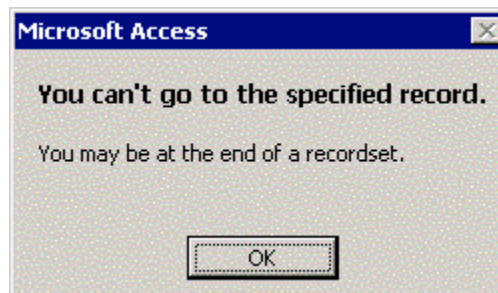 Microsoft Access
You can't go to the specified record.
You may be at the end of a recordset.
OK